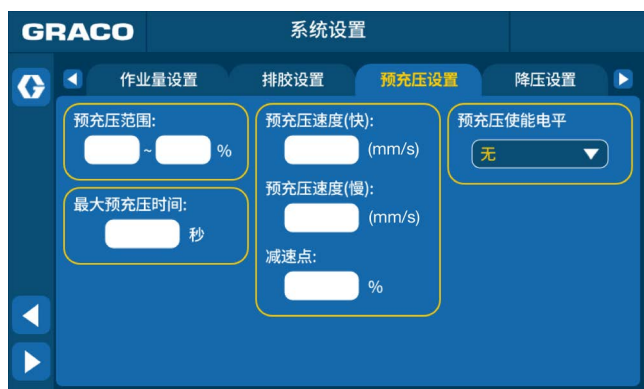 GRACO
系统设置
作业量设置
排胶设置
预充压设置
降压设置
预充压范围:
~ %
最大预充压时间:
秒
预充压速度(快):
(mm/s)
预充压速度(慢):
(mm/s)
减速点:
%
预充压使能电平
无